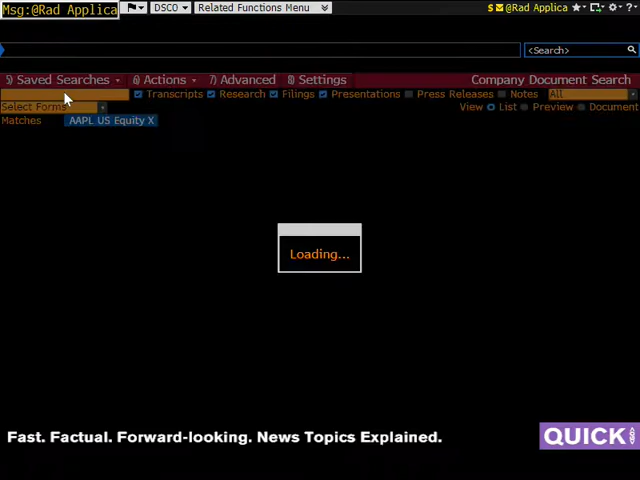 Msg:@Rad Applica DSCO Related Functions Menu @Rad Applica
<Search>
Saved Searches Actions Advanced Settings Company Document Search
Transcripts Research Filings Presentations Press Releases Notes All
Select Forms View List Preview Document
Matches AAPL US Equity X
Loading...
Fast. Factual. Forward-looking. News Topics Explained.
QUICK